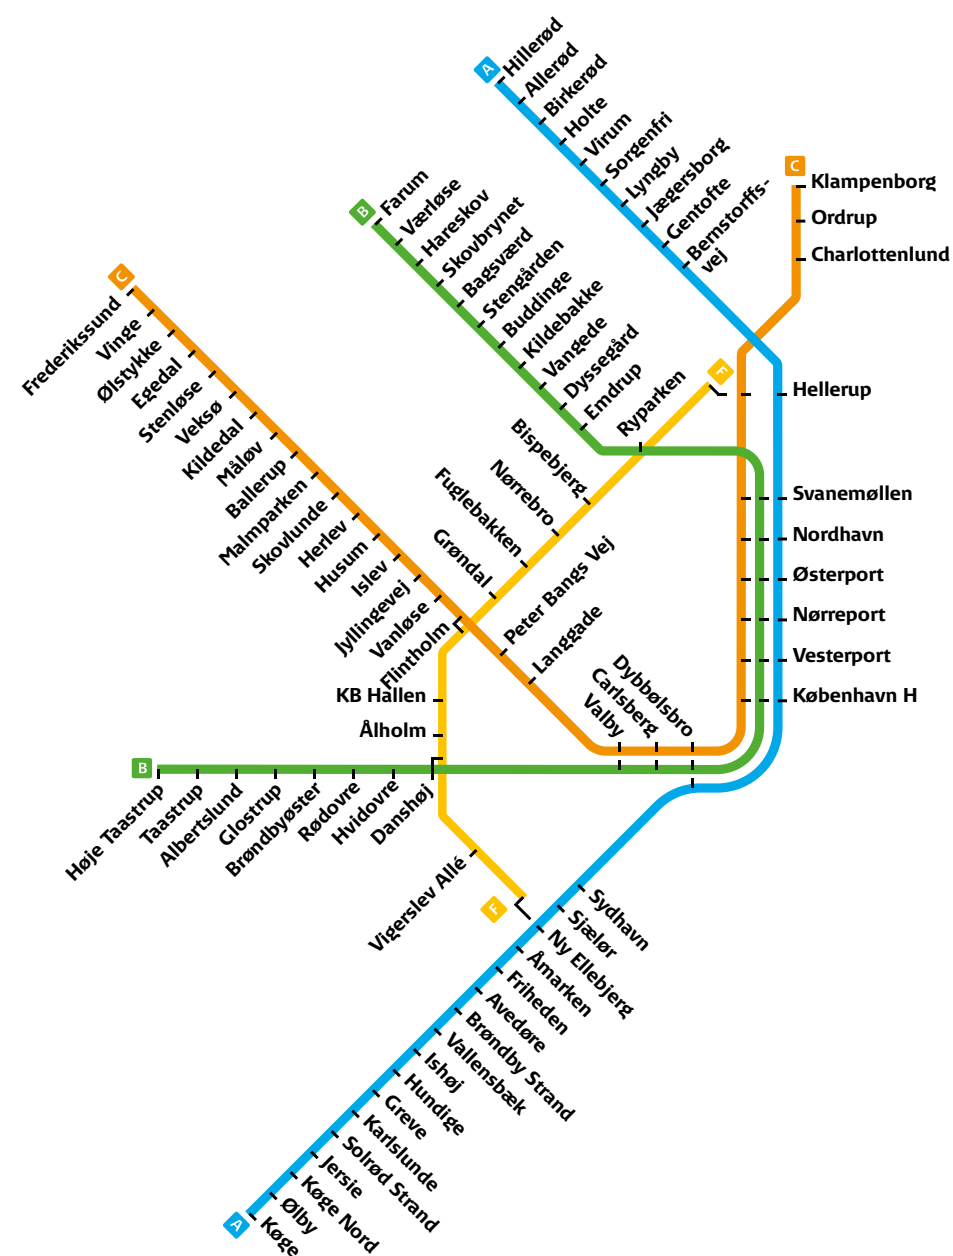 A
Hillerød
Allerød
Birkerød
Holte
Virum
Sorgenfri
Lyngby
Jægersborg
Gentofte
Bernstorffs-
vej
C
Klampenborg
Ordrup
Charlottenlund
B
Farum
Værløse
Hareskov
Skovbrynet
Bagsværd
Stengården
Buddinge
Kildebakke
Vangede
Dyssegård
Emdrup
Ryparken
F
Hellerup
C
Frederikssund
Vinge
Ølstykke
Egedal
Stenløse
Veksø
Kildedal
Måløv
Ballerup
Malmparken
Skovlunde
Herlev
Husum
Islev
Jyllingevej
Vanløse
Flintholm
Bispebjerg
Nørrebro
Fuglebakken
Grøndal
Peter Bangs Vej
Langgade
Valby
Carlsberg
Dybbølsbro
Svanemøllen
Nordhavn
Østerport
Nørreport
Vesterport
København H
KB Hallen
Ålholm
B
Høje Taastrup
Taastrup
Albertslund
Glostrup
Brøndbyøster
Rødovre
Hvidovre
Danshøj
Vigerslev Allé
F
Sydhavn
Sjælør
Ny Ellebjerg
Åmarken
Friheden
Avedøre
Brøndby Strand
Vallensbæk
Ishøj
Hundige
Greve
Karlslunde
Solrød Strand
Jersie
Køge Nord
Ølby
Køge
A